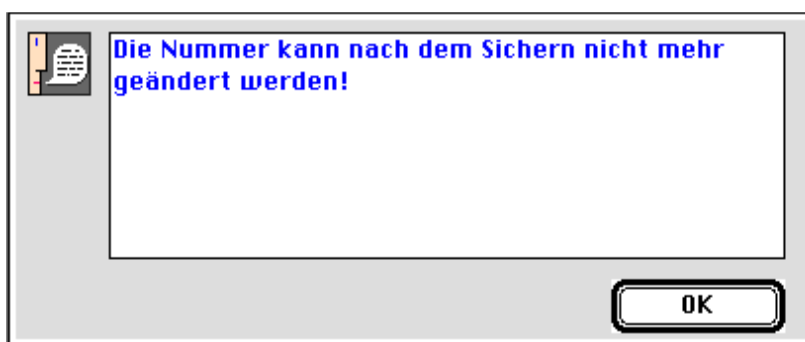 Die Nummer kann nach dem Sichern nicht mehr
geändert werden!
OK